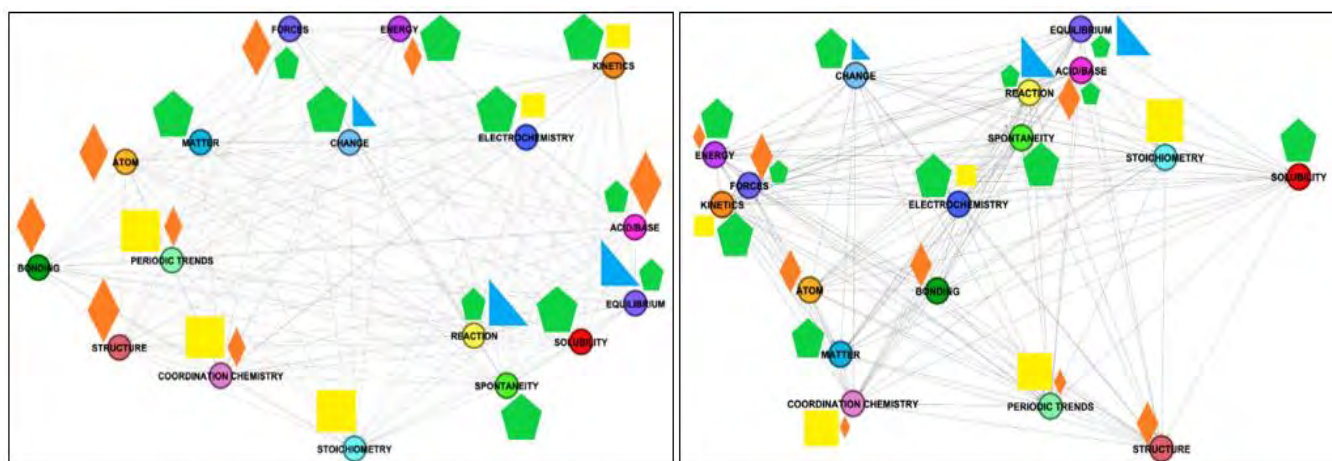 FORCES
ENERGY
KINETICS
MATTER
CHANGE
ELECTROCHEMISTRY
ATOM
ACID/BASE
BONDING
PERIODIC TRENDS
EQUILIBRIUM
REACTION
SOLUBILITY
STRUCTURE
COORDINATION CHEMISTRY
SPONTANEITY
STOICHIOMETRY
EQUILIBRIUM
CHANGE
ACID/BASE
REACTION
SPONTANEITY
ENERGY
STOICHIOMETRY
SOLUBILITY
FORCES
KINETICS
ELECTROCHEMISTRY
ATOM
BONDING
MATTER
COORDINATION CHEMISTRY
PERIODIC TRENDS
STRUCTURE